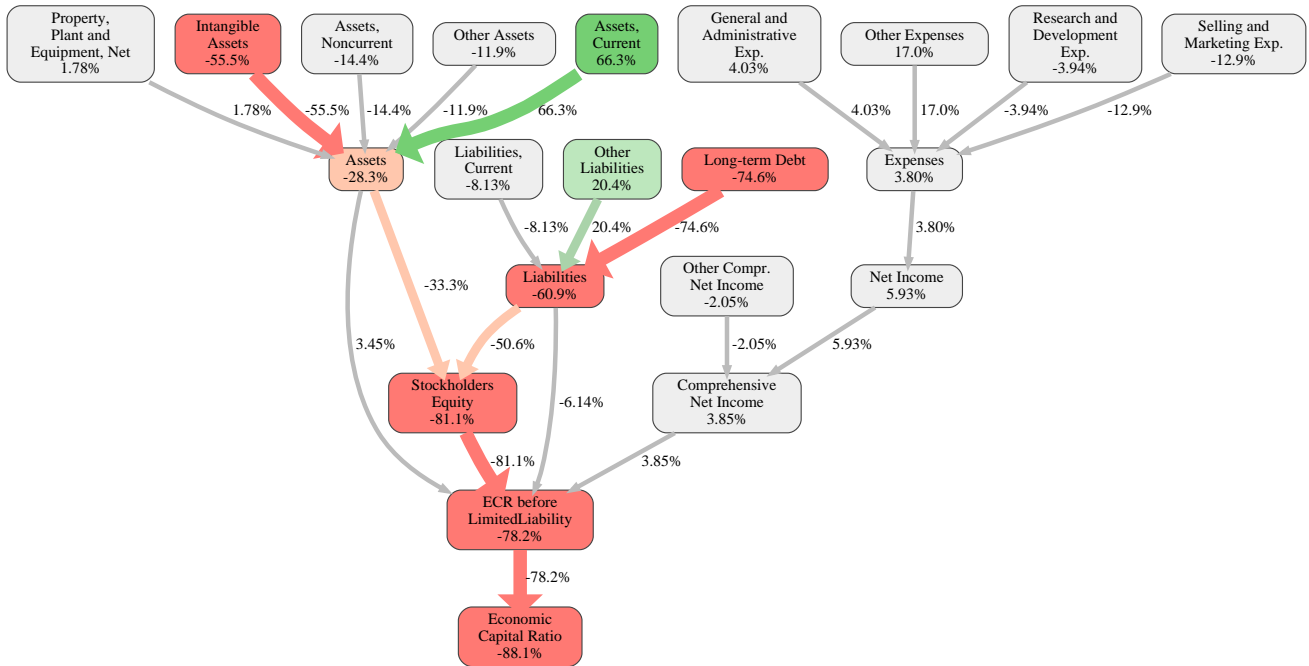 Property,
Plant and
Equipment, Net
1.78%
Intangible
Assets
-55.5%
Assets,
Noncurrent
-14.4%
Other Assets
-11.9%
Assets,
Current
66.3%
General and
Administrative
Exp.
4.03%
Other Expenses
17.0%
Research and
Development
Exp.
-3.94%
Selling and
Marketing Exp.
-12.9%
1.78%
-55.5%
-14.4%
-11.9%
66.3%
4.03%
17.0%
-3.94%
-12.9%
Assets
-28.3%
Liabilities,
Current
-8.13%
Other
Liabilities
20.4%
Long-term Debt
-74.6%
Expenses
3.80%
-8.13%
20.4%
-74.6%
3.80%
-33.3%
Liabilities
-60.9%
Other Compr.
Net Income
-2.05%
Net Income
5.93%
3.45%
-50.6%
-2.05%
5.93%
Stockholders
Equity
-81.1%
-6.14%
Comprehensive
Net Income
3.85%
-81.1%
3.85%
ECR before
LimitedLiability
-78.2%
-78.2%
Economic
Capital Ratio
-88.1%